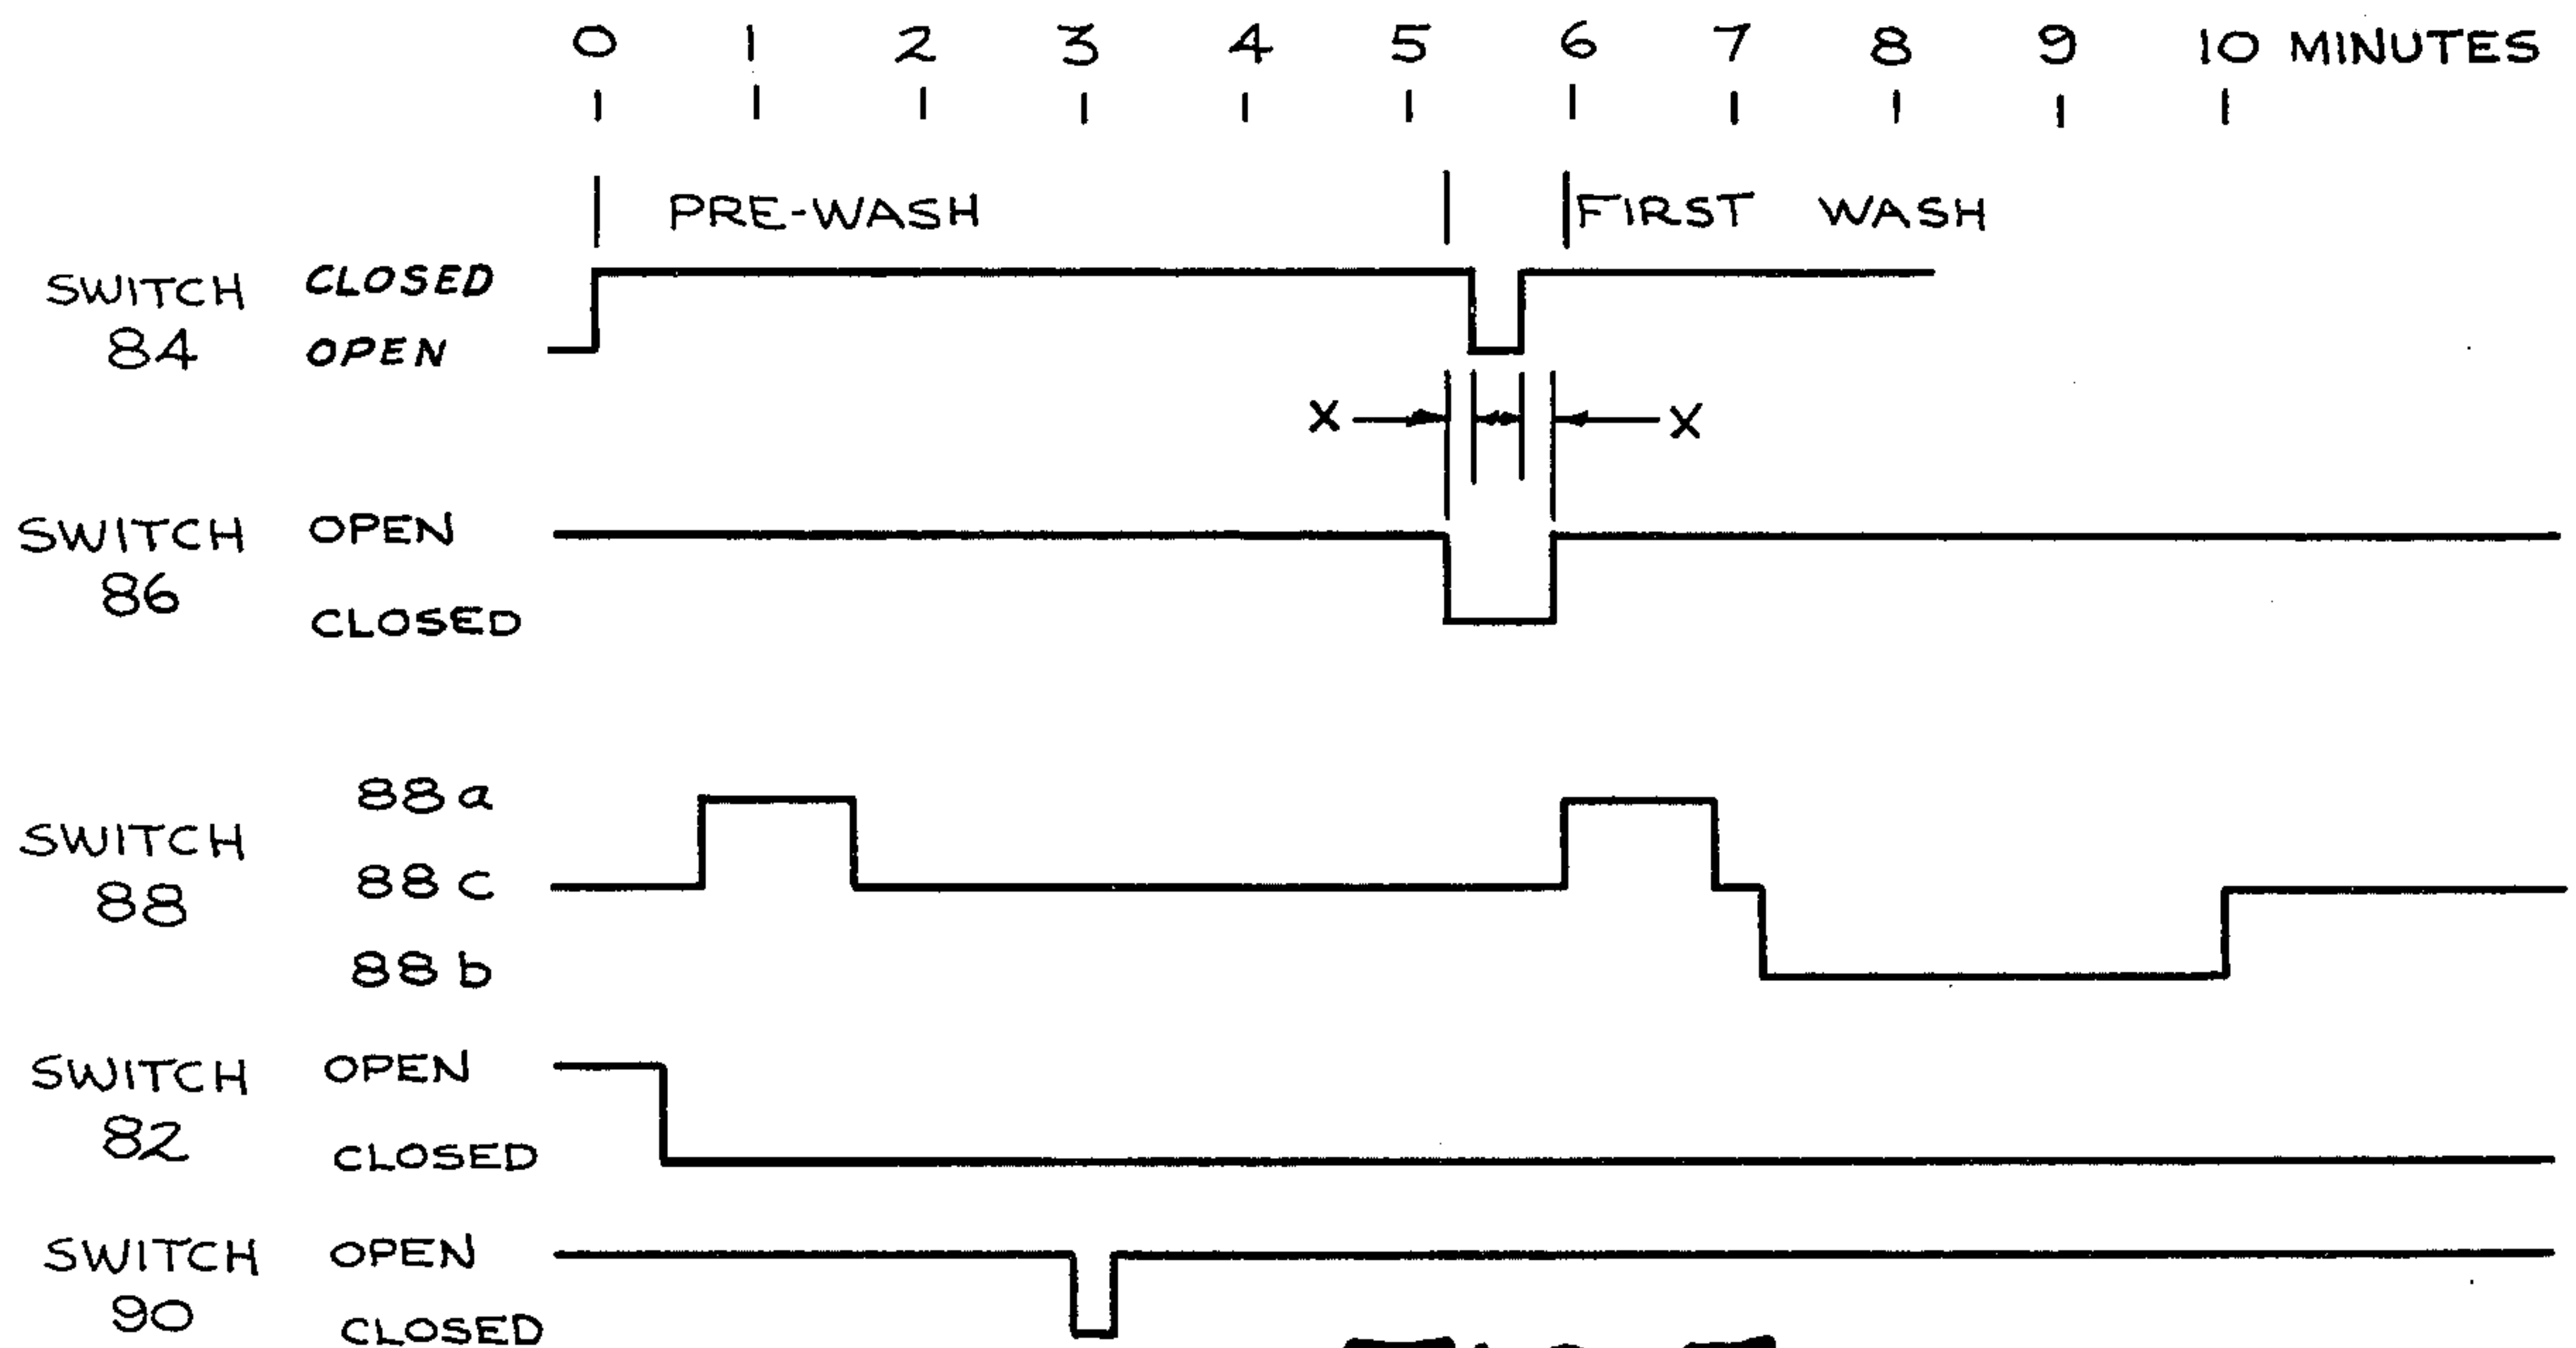 0 1 2 3 4 5 6 7 8 9 10 MINUTES
PRE-WASH FIRST WASH
SWITCH 84 CLOSED
OPEN
X X
SWITCH 86 OPEN
CLOSED
SWITCH 88 88a
88c
88b
SWITCH 82 OPEN
CLOSED
SWITCH 90 OPEN
CLOSED